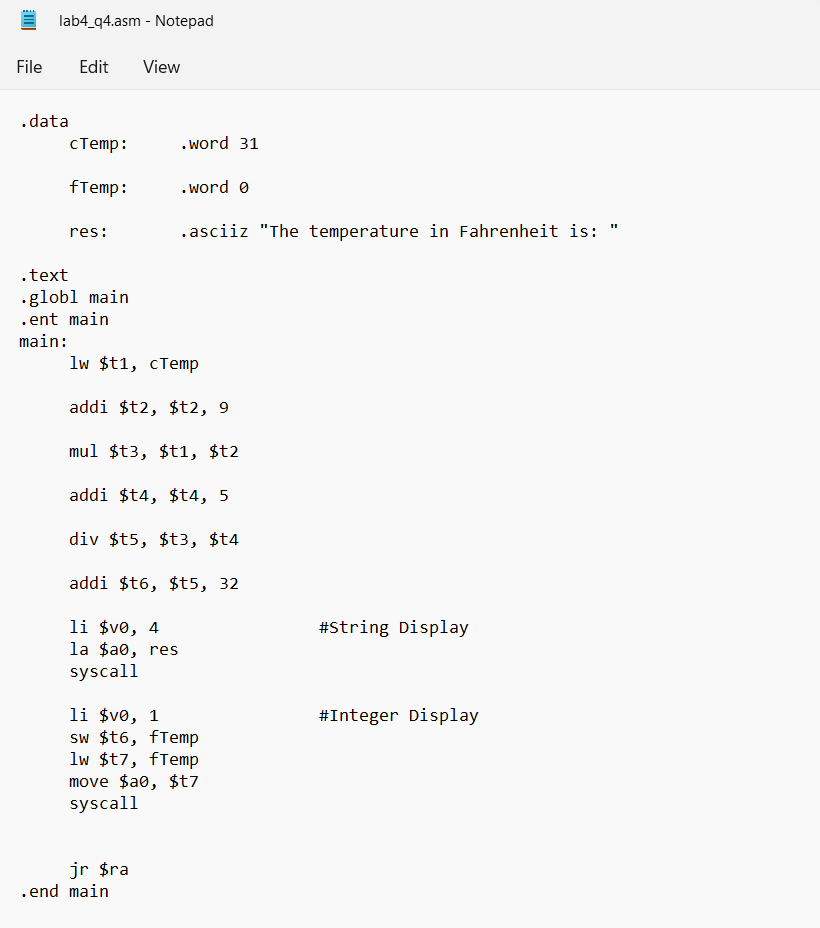 lab4_q4.asm - Notepad
File Edit View
.data
cTemp: .word 31
fTemp: .word 0
res: .asciiz "The temperature in Fahrenheit is: "
.text
.globl main
.ent main
main:
lw $t1, cTemp
addi $t2, $t2, 9
mul $t3, $t1, $t2
addi $t4, $t4, 5
div $t5, $t3, $t4
addi $t6, $t5, 32
li $v0, 4 #String Display
la $a0, res
syscall
li $v0, 1 #Integer Display
sw $t6, fTemp
lw $t7, fTemp
move $a0, $t7
syscall
jr $ra
.end main